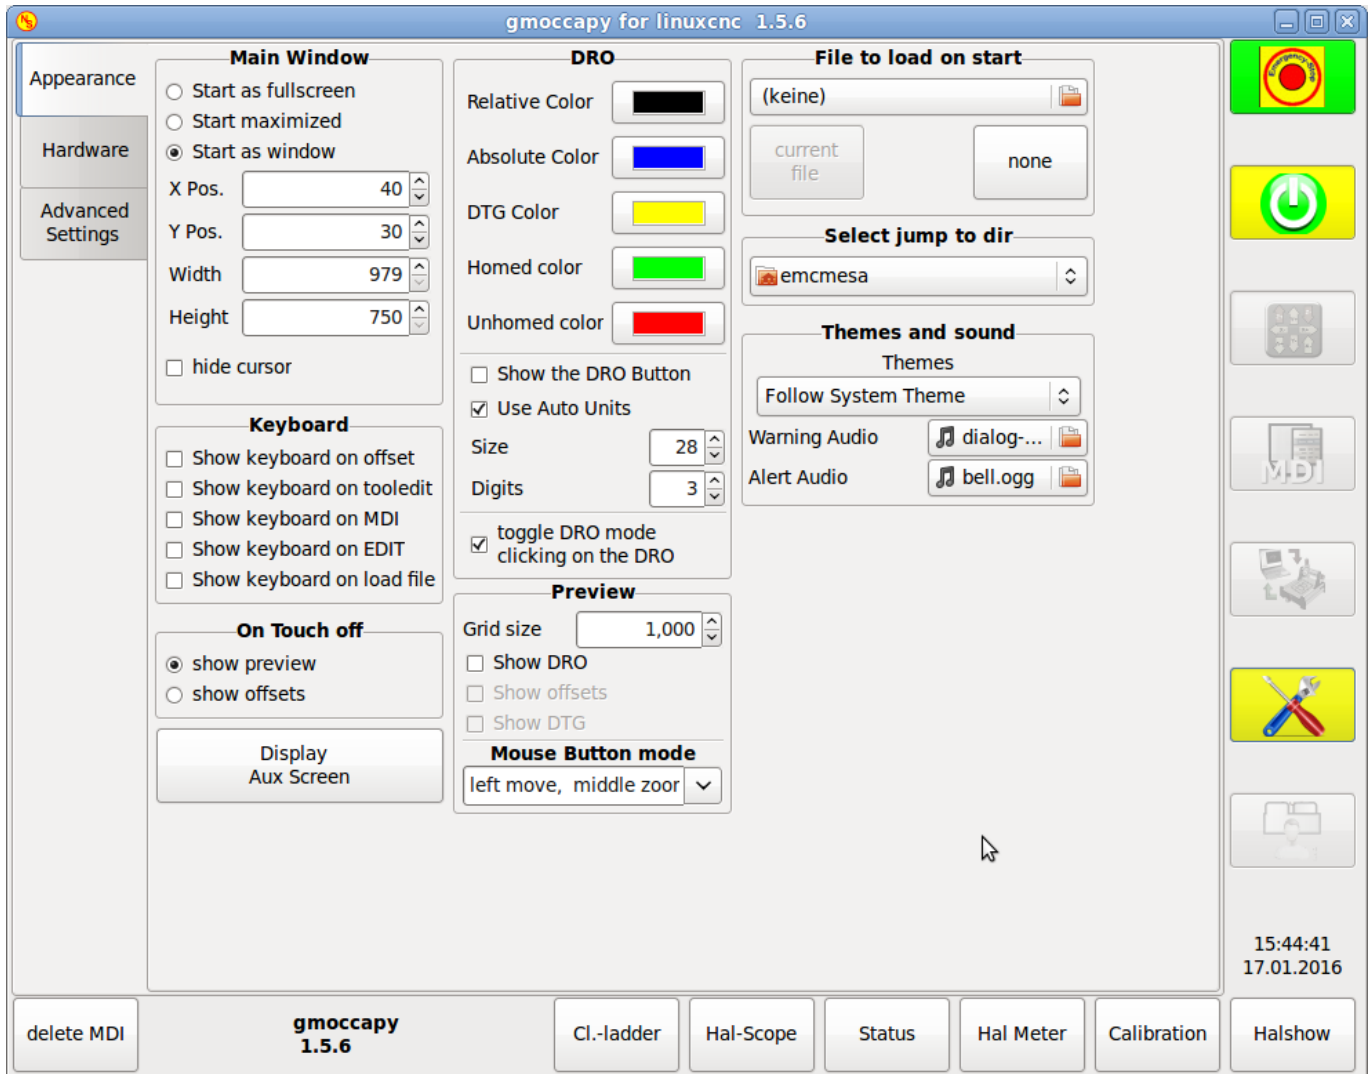 gmoccapy for linuxcnc 1.5.6
Appearance
Hardware
Advanced
Settings
Main Window
Start as fullscreen
Start maximized
Start as window
X Pos. 40
Y Pos. 30
Width 979
Height 750
hide cursor
Keyboard
Show keyboard on offset
Show keyboard on tooledit
Show keyboard on MDI
Show keyboard on EDIT
Show keyboard on load file
On Touch off
show preview
show offsets
Display
Aux Screen
DRO
Relative Color
Absolute Color
DTG Color
Homed color
Unhomed color
Show the DRO Button
Use Auto Units
Size 28
Digits 3
toggle DRO mode
clicking on the DRO
Preview
Grid size 1,000
Show DRO
Show offsets
Show DTG
Mouse Button mode
left move, middle zoor
File to load on start
(keine)
current
file
none
Select jump to dir
emcmesa
Themes and sound
Themes
Follow System Theme
Warning Audio dialog-...
Alert Audio bell.ogg
Emergency-Stop
MDI
15:44:41
17.01.2016
delete MDI
gmoccapy
1.5.6
Cl.-ladder
Hal-Scope
Status
Hal Meter
Calibration
Halshow